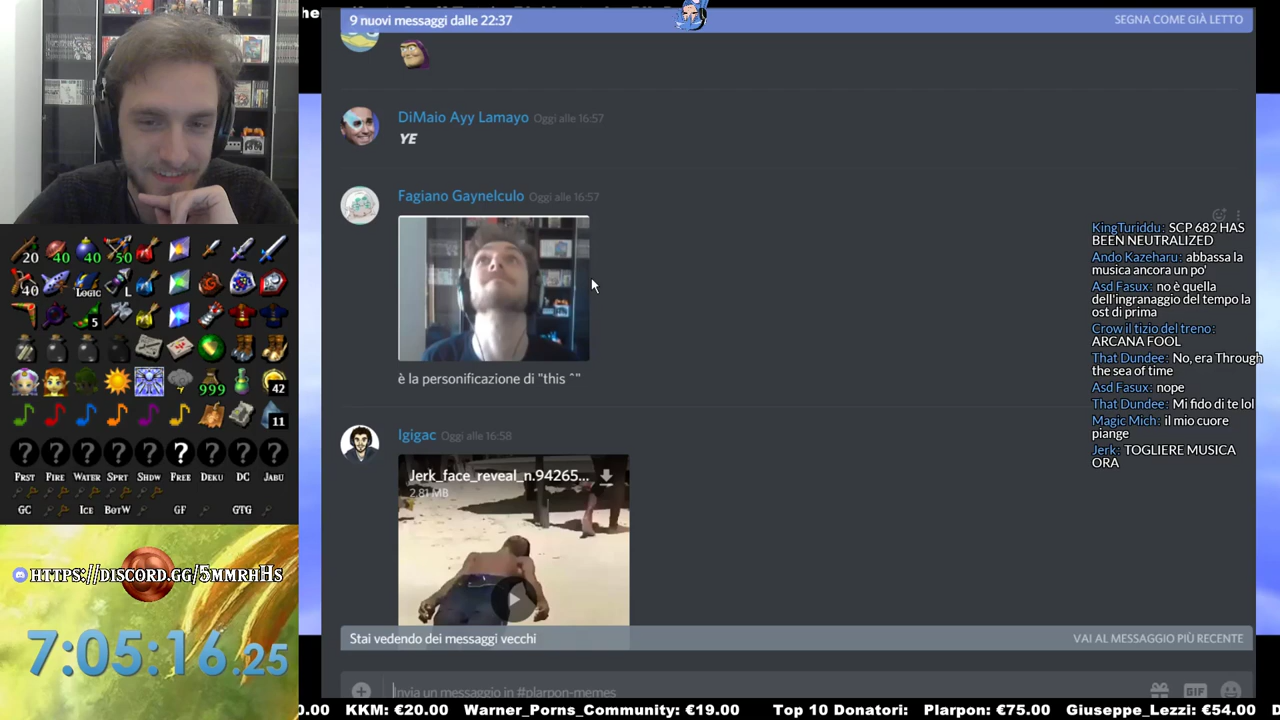 9 nuovi messaggi dalle 22:37
SEGNA COME GIÀ LETTO
DiMaio Ayy Lamayo Oggi alle 16:57
YE
Fagiano Gaynelculo Oggi alle 16:57
è la personificazione di "this ^"
Igigac Oggi alle 16:58
Jerk_face_reveal_n.94265...
2.81 MB
Stai vedendo dei messaggi vecchi
VAI AL MESSAGGIO PIÙ RECENTE
Invia un messaggio in #plarpon-memes
GIF
KingTuriddu: SCP 682 HAS
BEEN NEUTRALIZED
Ando Kazeharu: abbassa la
musica ancora un po'
Asd Fasux: no è quella
dell'ingranaggio del tempo la
ost di prima
Crow il tizio del treno:
ARCANA FOOL
That Dundee: No, era Through
the sea of time
Asd Fasux: nope
That Dundee: Mi fido di te lol
Magic Mich: il mio cuore
piange
Jerk: TOGLIERE MUSICA
ORA
20 40 40 50
40 LOGIC L
5
999 42
11
? ? ? ? ? ? ? ? ?
FRST FIRE WATER SPRT SHDW FREE DEKU DC JABU
GC ICE BOTW GF GTG
HTTPS://DISCORD.GG/5MMRHHS
7:05:16.25
0.00 KKM: €20.00 Warner_Porns_Community: €19.00 Top 10 Donatori: Plarpon: €75.00 Giuseppe_Lezzi: €54.00